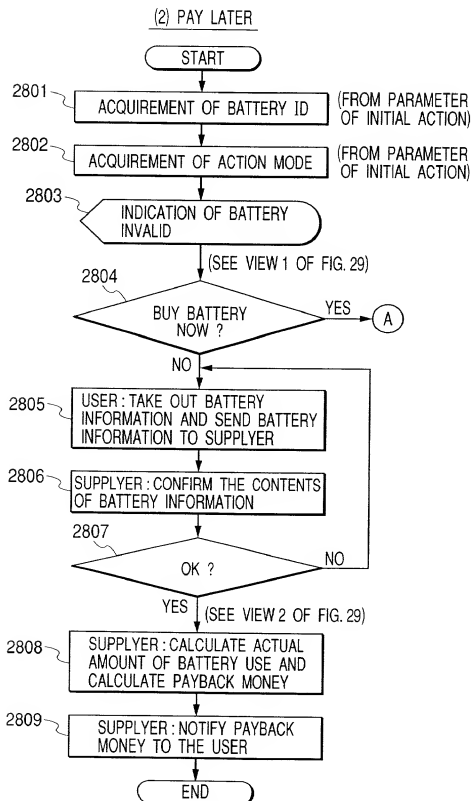 (2) PAY LATER
START
2801
ACQUIREMENT OF BATTERY ID
(FROM PARAMETER
OF INITIAL ACTION)
2802
ACQUIREMENT OF ACTION MODE
(FROM PARAMETER
OF INITIAL ACTION)
2803
INDICATION OF BATTERY
INVALID
(SEE VIEW 1 OF FIG. 29)
2804
BUY BATTERY
NOW ?
YES
A
NO
2805
USER : TAKE OUT BATTERY
INFORMATION AND SEND BATTERY
INFORMATION TO SUPPLYER
2806
SUPPLYER : CONFIRM THE CONTENTS
OF BATTERY INFORMATION
2807
OK ?
NO
YES
(SEE VIEW 2 OF FIG. 29)
2808
SUPPLYER : CALCULATE ACTUAL
AMOUNT OF BATTERY USE AND
CALCULATE PAYBACK MONEY
2809
SUPPLYER : NOTIFY PAYBACK
MONEY TO THE USER
END